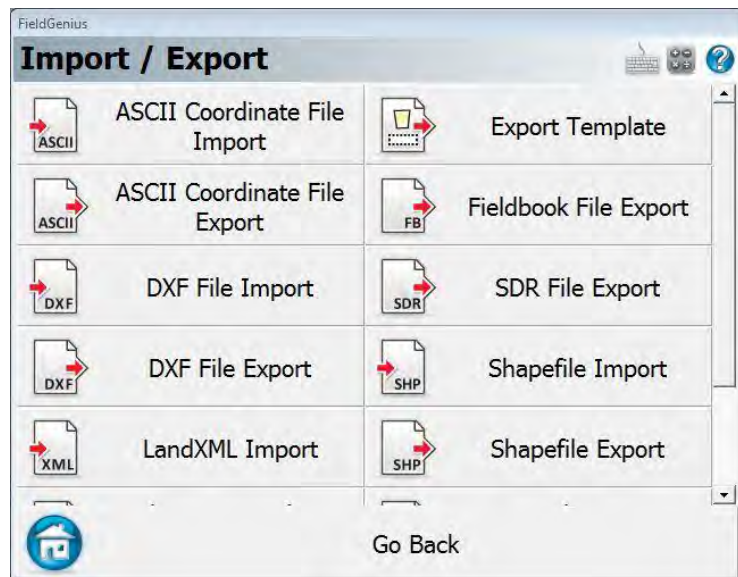 FieldGenius
Import / Export
ASCII
ASCII Coordinate File
Import
Export Template
ASCII
ASCII Coordinate File
Export
FB
Fieldbook File Export
DXF
DXF File Import
SDR
SDR File Export
DXF
DXF File Export
SHP
Shapefile Import
XML
LandXML Import
SHP
Shapefile Export
Go Back